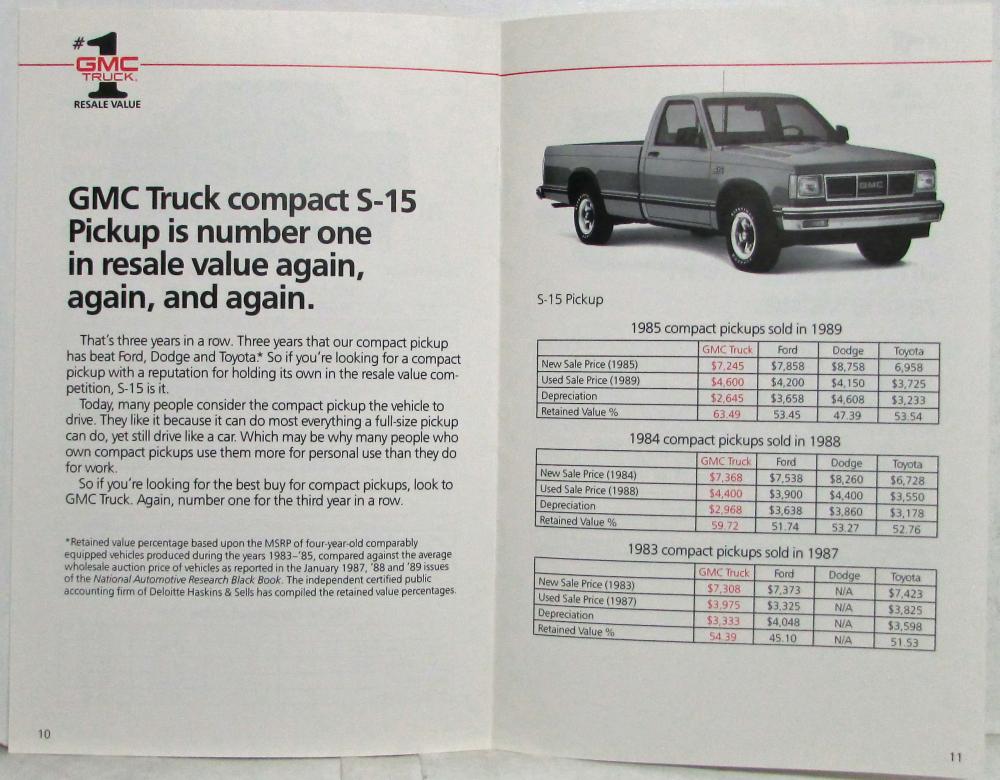 #1
GMC
TRUCK®
RESALE VALUE
GMC Truck compact S-15
Pickup is number one
in resale value again,
again, and again.
That's three years in a row. Three years that our compact pickup
has beat Ford, Dodge and Toyota.* So if you're looking for a compact
pickup with a reputation for holding its own in the resale value com-
petition, S-15 is it.
Today, many people consider the compact pickup the vehicle to
drive. They like it because it can do most everything a full-size pickup
can do, yet still drive like a car. Which may be why many people who
own compact pickups use them more for personal use than they do
for work.
So if you're looking for the best buy for compact pickups, look to
GMC Truck. Again, number one for the third year in a row.
*Retained value percentage based upon the MSRP of four-year-old comparably
equipped vehicles produced during the years 1983–'85, compared against the average
wholesale auction price of vehicles as reported in the January 1987, '88 and '89 issues
of the National Automotive Research Black Book. The independent certified public
accounting firm of Deloitte Haskins & Sells has compiled the retained value percentages.
10
GMC
S-15 Pickup
1985 compact pickups sold in 1989
GMC Truck Ford Dodge Toyota
New Sale Price (1985) $7,245 $7,858 $8,758 6,958
Used Sale Price (1989) $4,600 $4,200 $4,150 $3,725
Depreciation $2,645 $3,658 $4,608 $3,233
Retained Value % 63.49 53.45 47.39 53.54
1984 compact pickups sold in 1988
GMC Truck Ford Dodge Toyota
New Sale Price (1984) $7,368 $7,538 $8,260 $6,728
Used Sale Price (1988) $4,400 $3,900 $4,400 $3,550
Depreciation $2,968 $3,638 $3,860 $3,178
Retained Value % 59.72 51.74 53.27 52.76
1983 compact pickups sold in 1987
GMC Truck Ford Dodge Toyota
New Sale Price (1983) $7,308 $7,373 N/A $7,423
Used Sale Price (1987) $3,975 $3,325 N/A $3,825
Depreciation $3,333 $4,048 N/A $3,598
Retained Value % 54.39 45.10 N/A 51.53
11